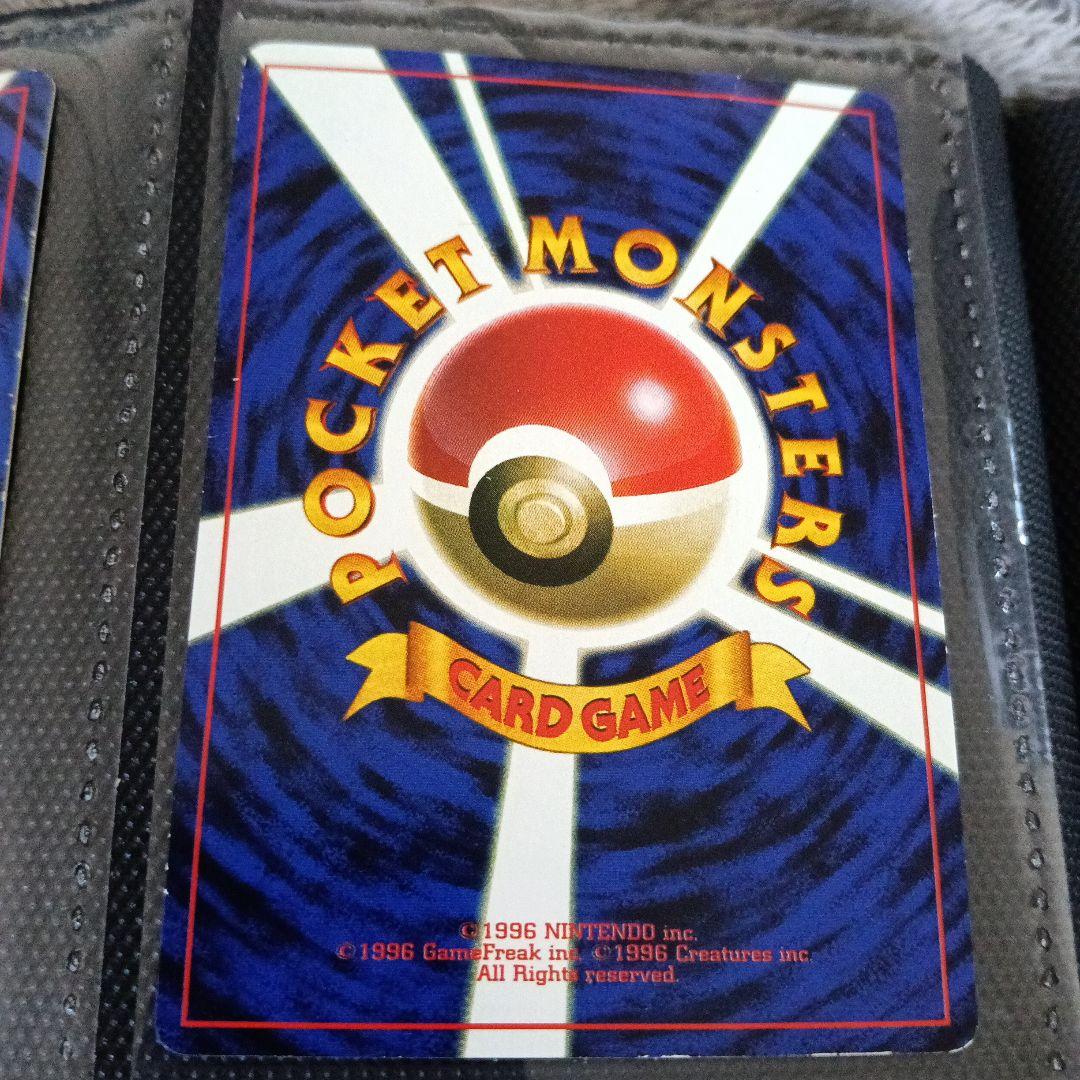 POCKET MONSTERS
CARD GAME
©1996 NINTENDO inc.
©1996 GameFreak inc. ©1996 Creatures inc.
All Rights reserved.